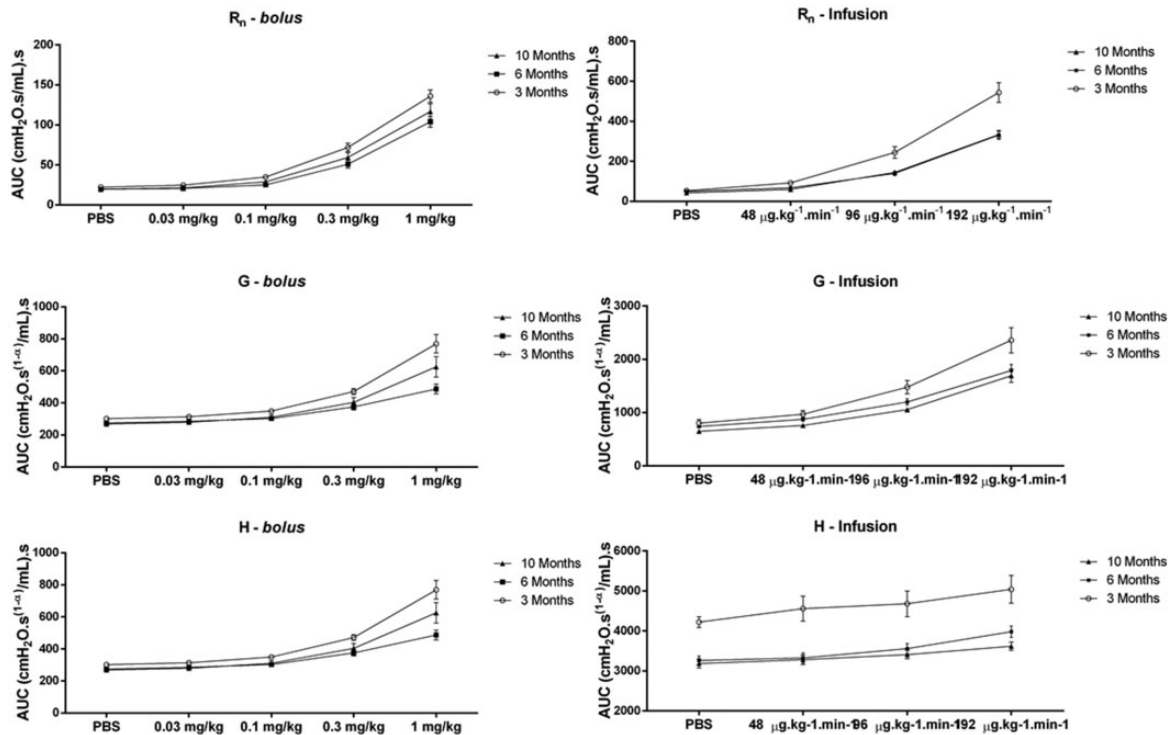 Rn - bolus
AUC (cmH2O.s/mL).s
200
150
100
50
0
PBS
0.03 mg/kg
0.1 mg/kg
0.3 mg/kg
1 mg/kg
10 Months
6 Months
3 Months
Rn - Infusion
AUC (cmH2O.s/mL).s
800
600
400
200
0
PBS
48 μg.kg-1.min-1
96 μg.kg-1.min-1
192 μg.kg-1.min-1
10 Months
6 Months
3 Months
G - bolus
AUC (cmH2O.s(1-α)/mL).s
1000
800
600
400
200
0
PBS
0.03 mg/kg
0.1 mg/kg
0.3 mg/kg
1 mg/kg
10 Months
6 Months
3 Months
G - Infusion
AUC (cmH2O.s(1-α)/mL).s
3000
2000
1000
0
PBS
48 μg.kg-1.min-1
96 μg.kg-1.min-1
192 μg.kg-1.min-1
10 Months
6 Months
3 Months
H - bolus
AUC (cmH2O.s(1-α)/mL).s
1000
800
600
400
200
0
PBS
0.03 mg/kg
0.1 mg/kg
0.3 mg/kg
1 mg/kg
10 Months
6 Months
3 Months
H - Infusion
AUC (cmH2O.s(1-α)/mL).s
6000
5000
4000
3000
2000
PBS
48 μg.kg-1.min-1
96 μg.kg-1.min-1
192 μg.kg-1.min-1
10 Months
6 Months
3 Months